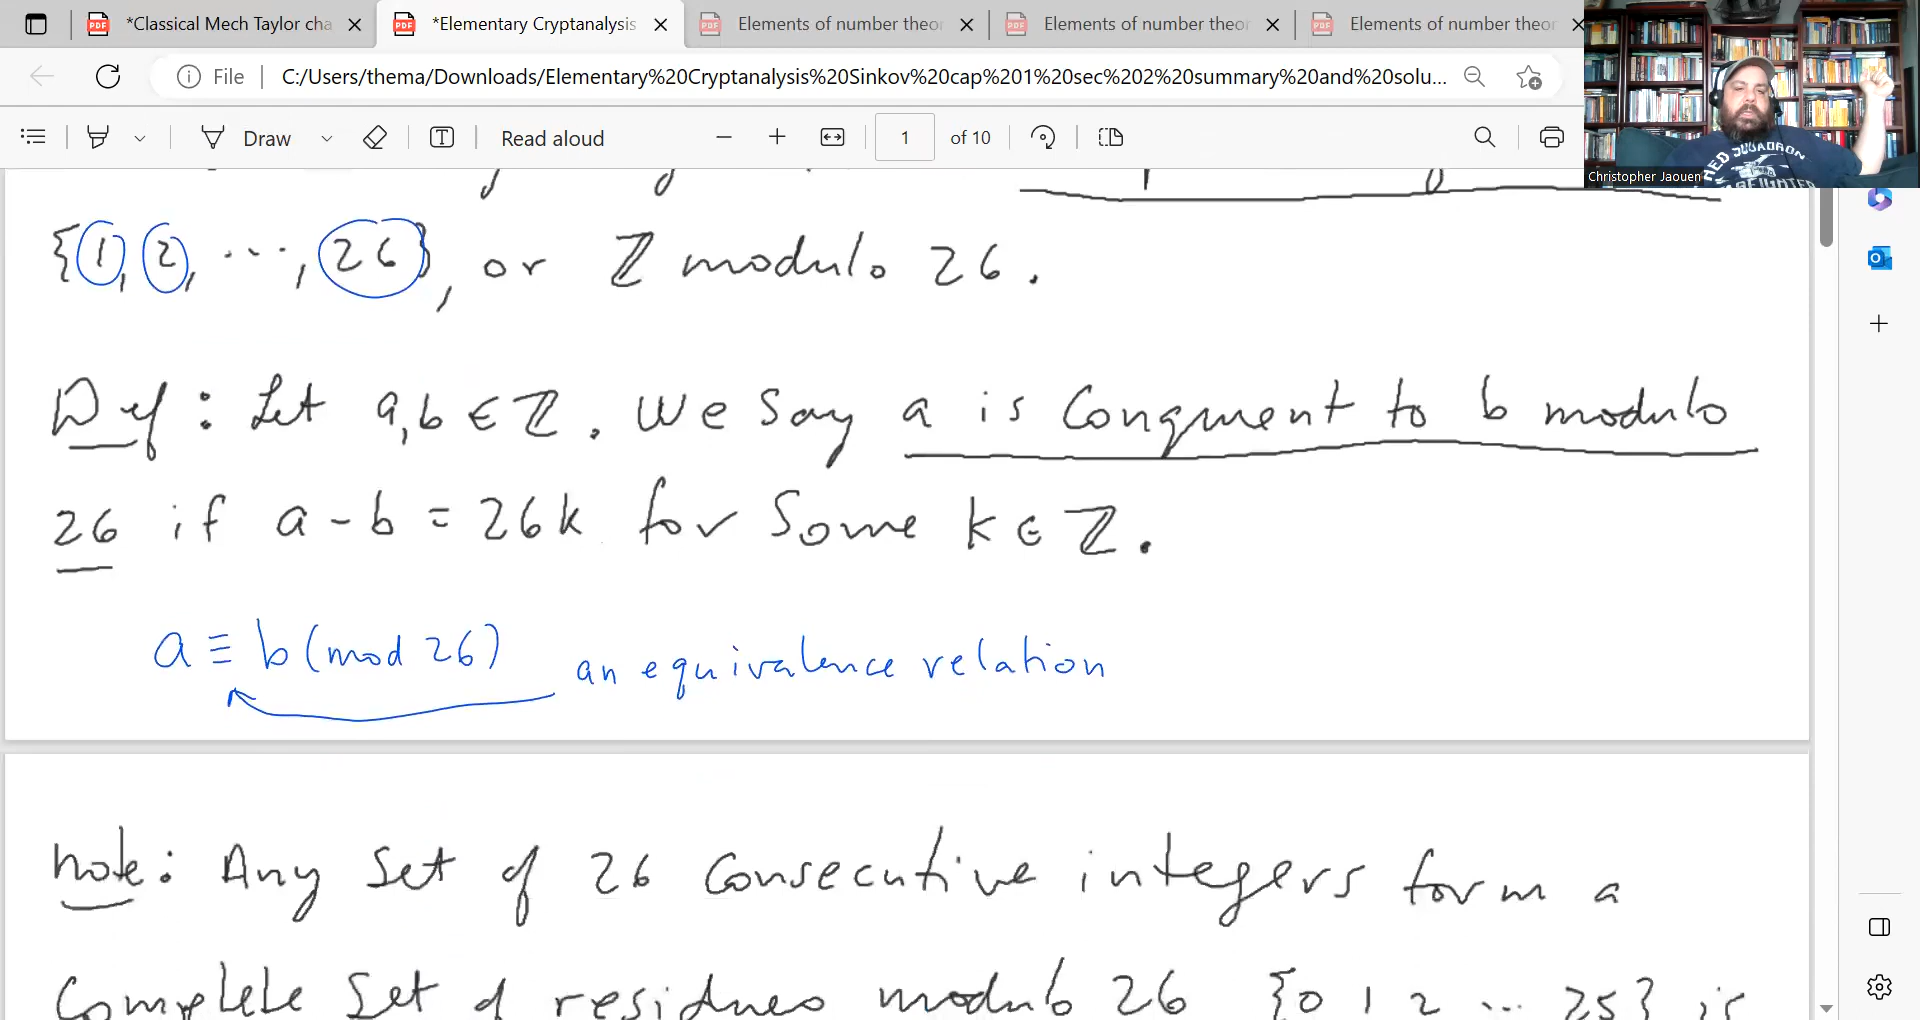 *Classical Mech Taylor cha
*Elementary Cryptanalysis
Elements of number theor
Elements of number theor
Elements of number theor
File
C:/Users/thema/Downloads/Elementary%20Cryptanalysis%20Sinkov%20cap%201%20sec%202%20summary%20and%20solu...
Draw
Read aloud
1
of 10
Christopher Jaouen
SQUADRON
{1, 2, ..., 26}, or ℤ modulo 26.
Def: Let a,b ∈ ℤ. We say a is congruent to b modulo
26 if a - b = 26k for some k ∈ ℤ.
a ≡ b (mod 26)
an equivalence relation
note: Any set of 26 consecutive integers form a
complete set of residues modulo 26 {0 1 2 ... 25} is